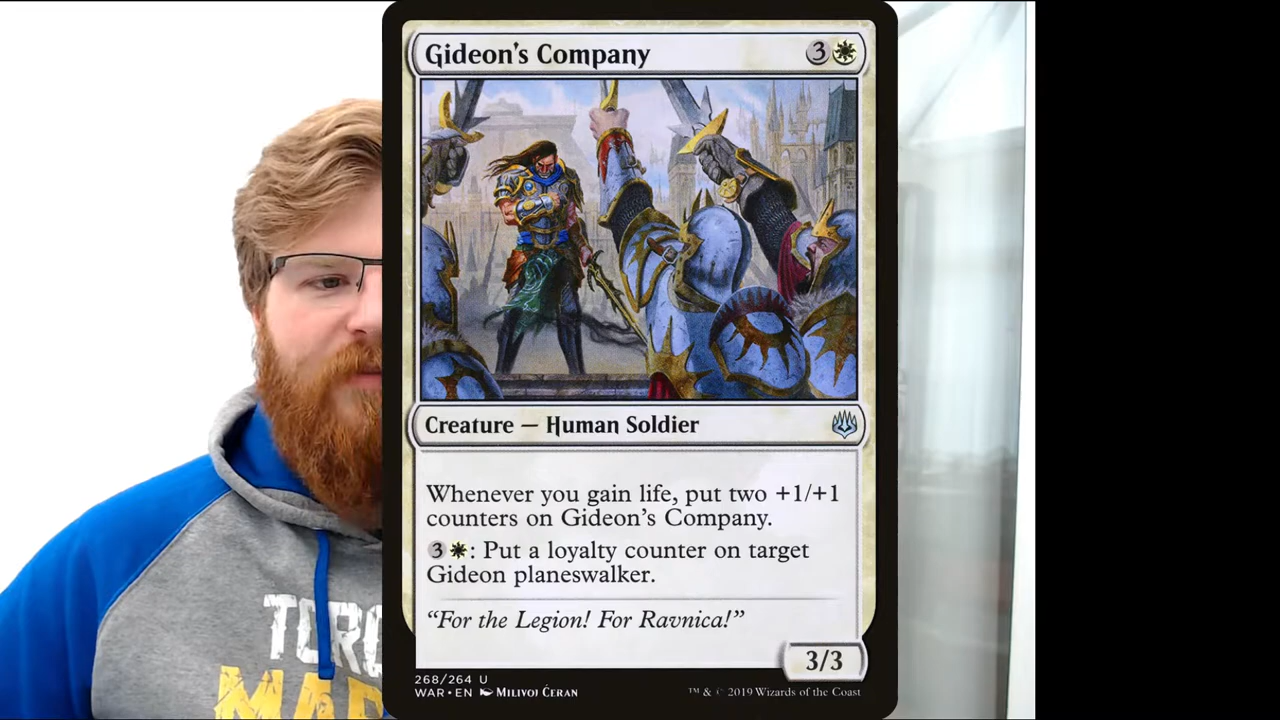 Gideon's Company 3
Creature — Human Soldier
Whenever you gain life, put two +1/+1
counters on Gideon's Company.
3 : Put a loyalty counter on target
Gideon planeswalker.
“For the Legion! For Ravnica!”
3/3
268/264 U
WAR • EN Milivoj Ćeran
™ & © 2019 Wizards of the Coast